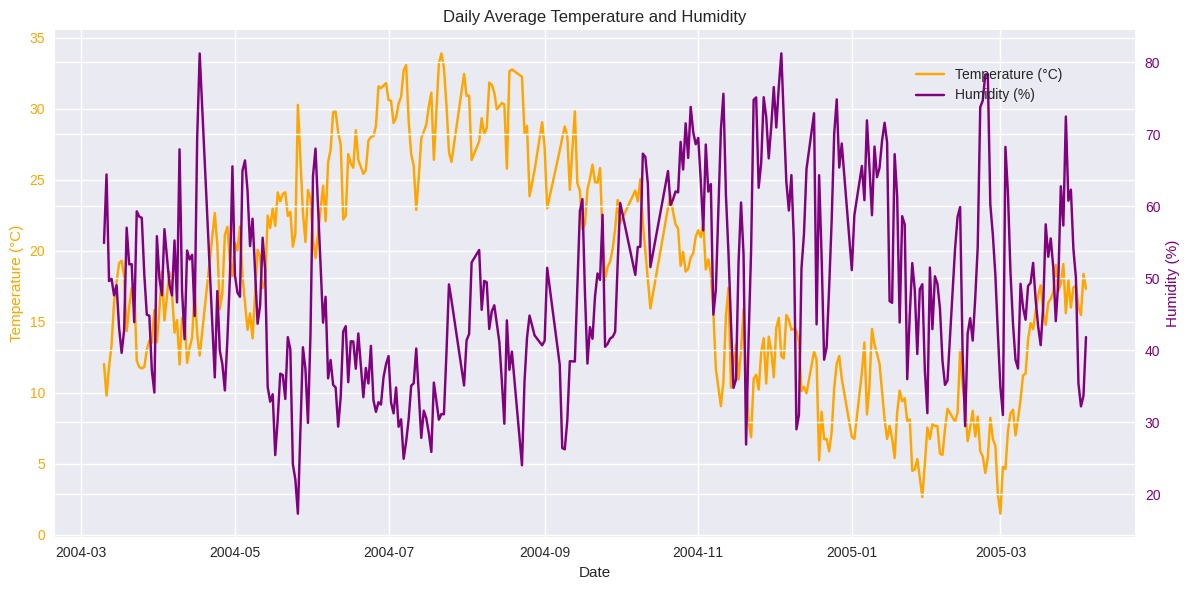 Daily Average Temperature and Humidity
Temperature (°C)
Humidity (%)
35
30
25
20
15
10
5
0
Temperature (°C)
80
70
60
50
40
30
20
Humidity (%)
2004-03 2004-05 2004-07 2004-09 2004-11 2005-01 2005-03
Date